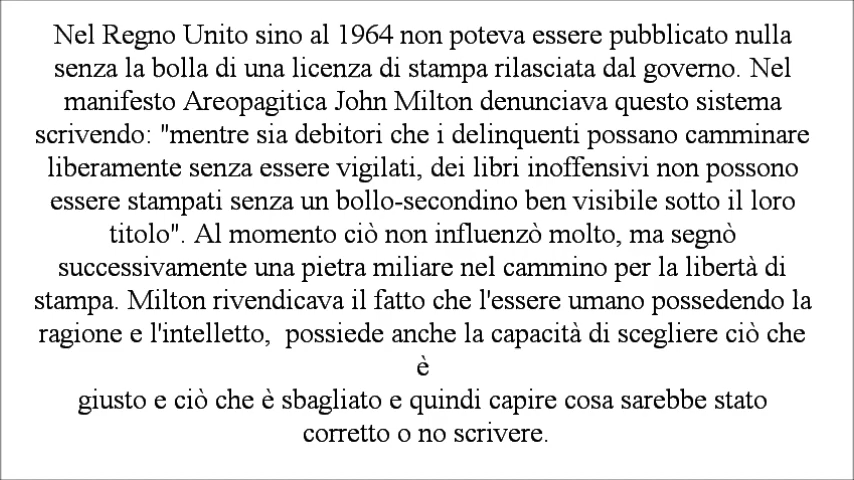 Nel Regno Unito sino al 1964 non poteva essere pubblicato nulla
senza la bolla di una licenza di stampa rilasciata dal governo. Nel
manifesto Areopagitica John Milton denunciava questo sistema
scrivendo: "mentre sia debitori che i delinquenti possano camminare
liberamente senza essere vigilati, dei libri inoffensivi non possono
essere stampati senza un bollo-secondino ben visibile sotto il loro
titolo". Al momento ciò non influenzò molto, ma segnò
successivamente una pietra miliare nel cammino per la libertà di
stampa. Milton rivendicava il fatto che l'essere umano possedendo la
ragione e l'intelletto,  possiede anche la capacità di scegliere ciò che
è
giusto e ciò che è sbagliato e quindi capire cosa sarebbe stato
corretto o no scrivere.